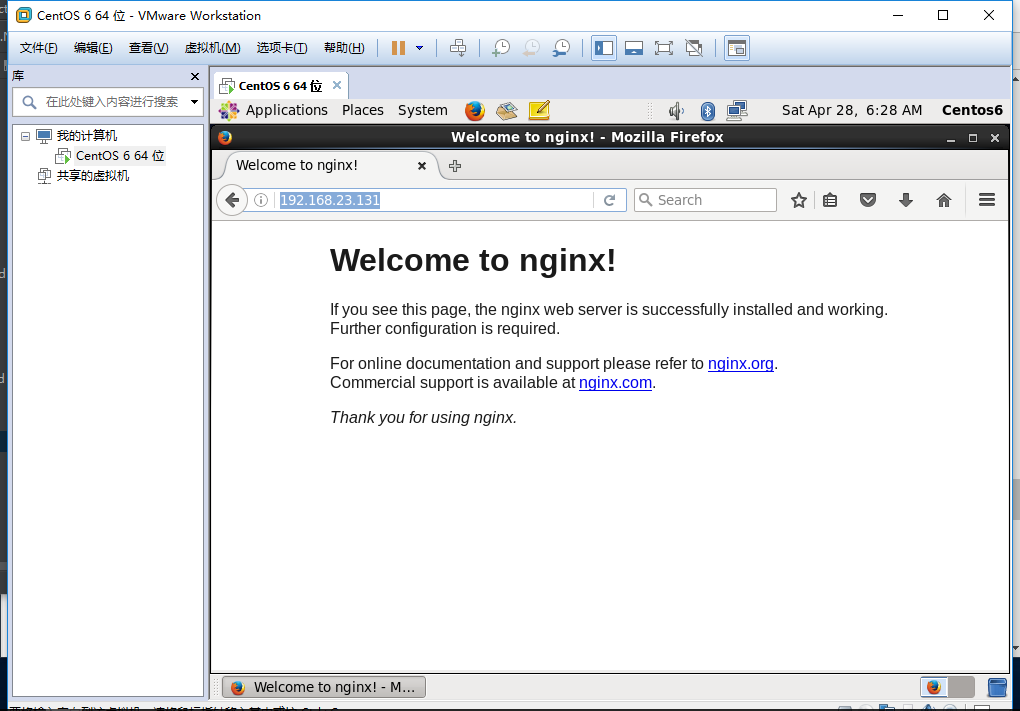 CentOS 6 64 位 - VMware Workstation
文件(F) 编辑(E) 查看(V) 虚拟机(M) 选项卡(T) 帮助(H)
库
在此处键入内容进行搜索
我的计算机
CentOS 6 64 位
共享的虚拟机
CentOS 6 64 位
Applications Places System
Sat Apr 28, 6:28 AM Centos6
Welcome to nginx! - Mozilla Firefox
Welcome to nginx!
192.168.23.131
Search
Welcome to nginx!
If you see this page, the nginx web server is successfully installed and working.
Further configuration is required.
For online documentation and support please refer to nginx.org.
Commercial support is available at nginx.com.
Thank you for using nginx.
Welcome to nginx! - M...